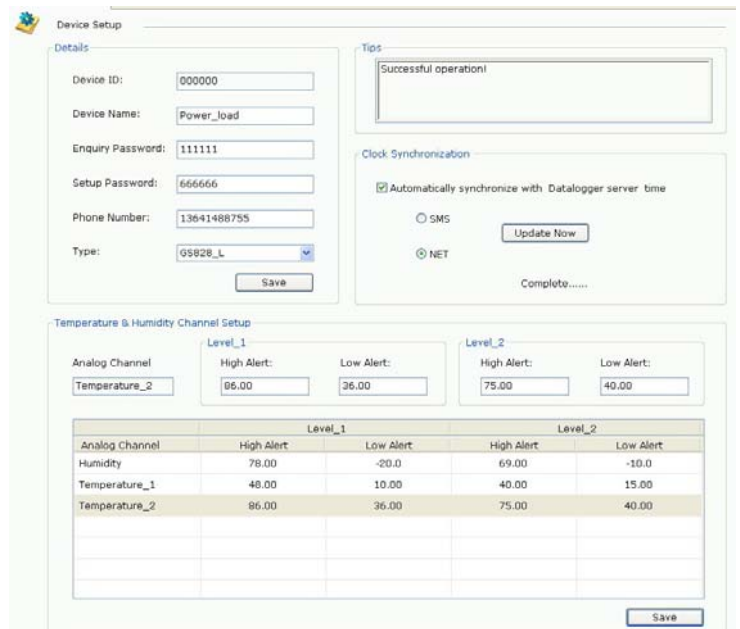 Device Setup
Details
Device ID: 000000
Device Name: Power_load
Enquiry Password: 111111
Setup Password: 666666
Phone Number: 13641488755
Type: GS828_L
Save
Tips
Successful operation!
Clock Synchronization
Automatically synchronize with Datalogger server time
SMS
Update Now
NET
Complete......
Temperature & Humidity Channel Setup
Level_1 Level_2
Analog Channel High Alert: Low Alert: High Alert: Low Alert:
Temperature_2 86.00 36.00 75.00 40.00
Level_1 Level_2
Analog Channel High Alert Low Alert High Alert Low Alert
Humidity 78.00 -20.0 69.00 -10.0
Temperature_1 48.00 10.00 40.00 15.00
Temperature_2 86.00 36.00 75.00 40.00
Save